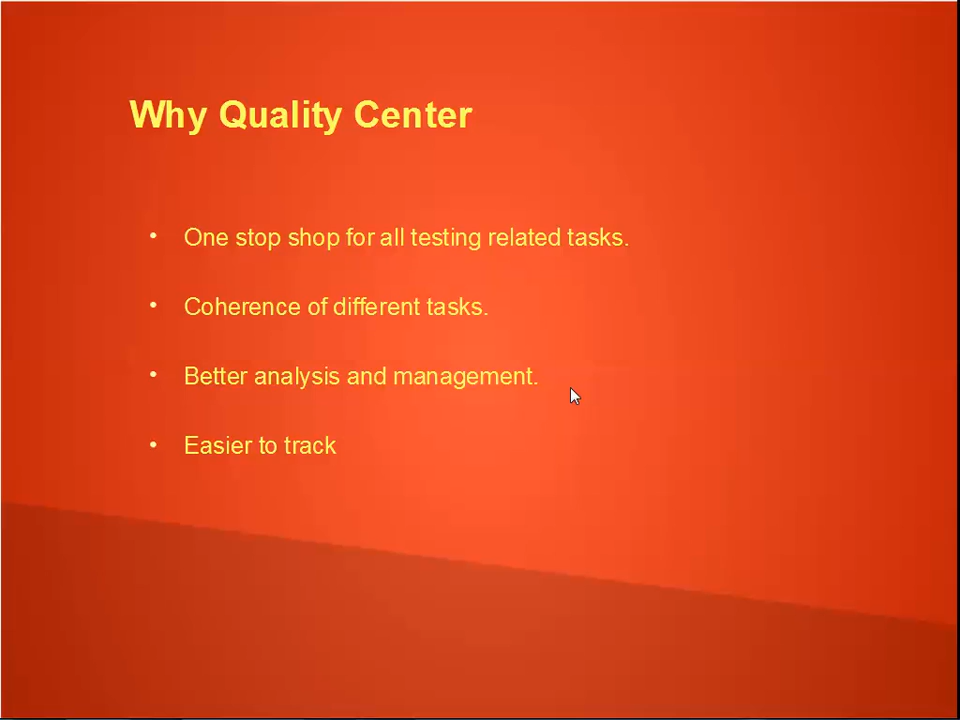 Why Quality Center
• One stop shop for all testing related tasks.
• Coherence of different tasks.
• Better analysis and management.
• Easier to track